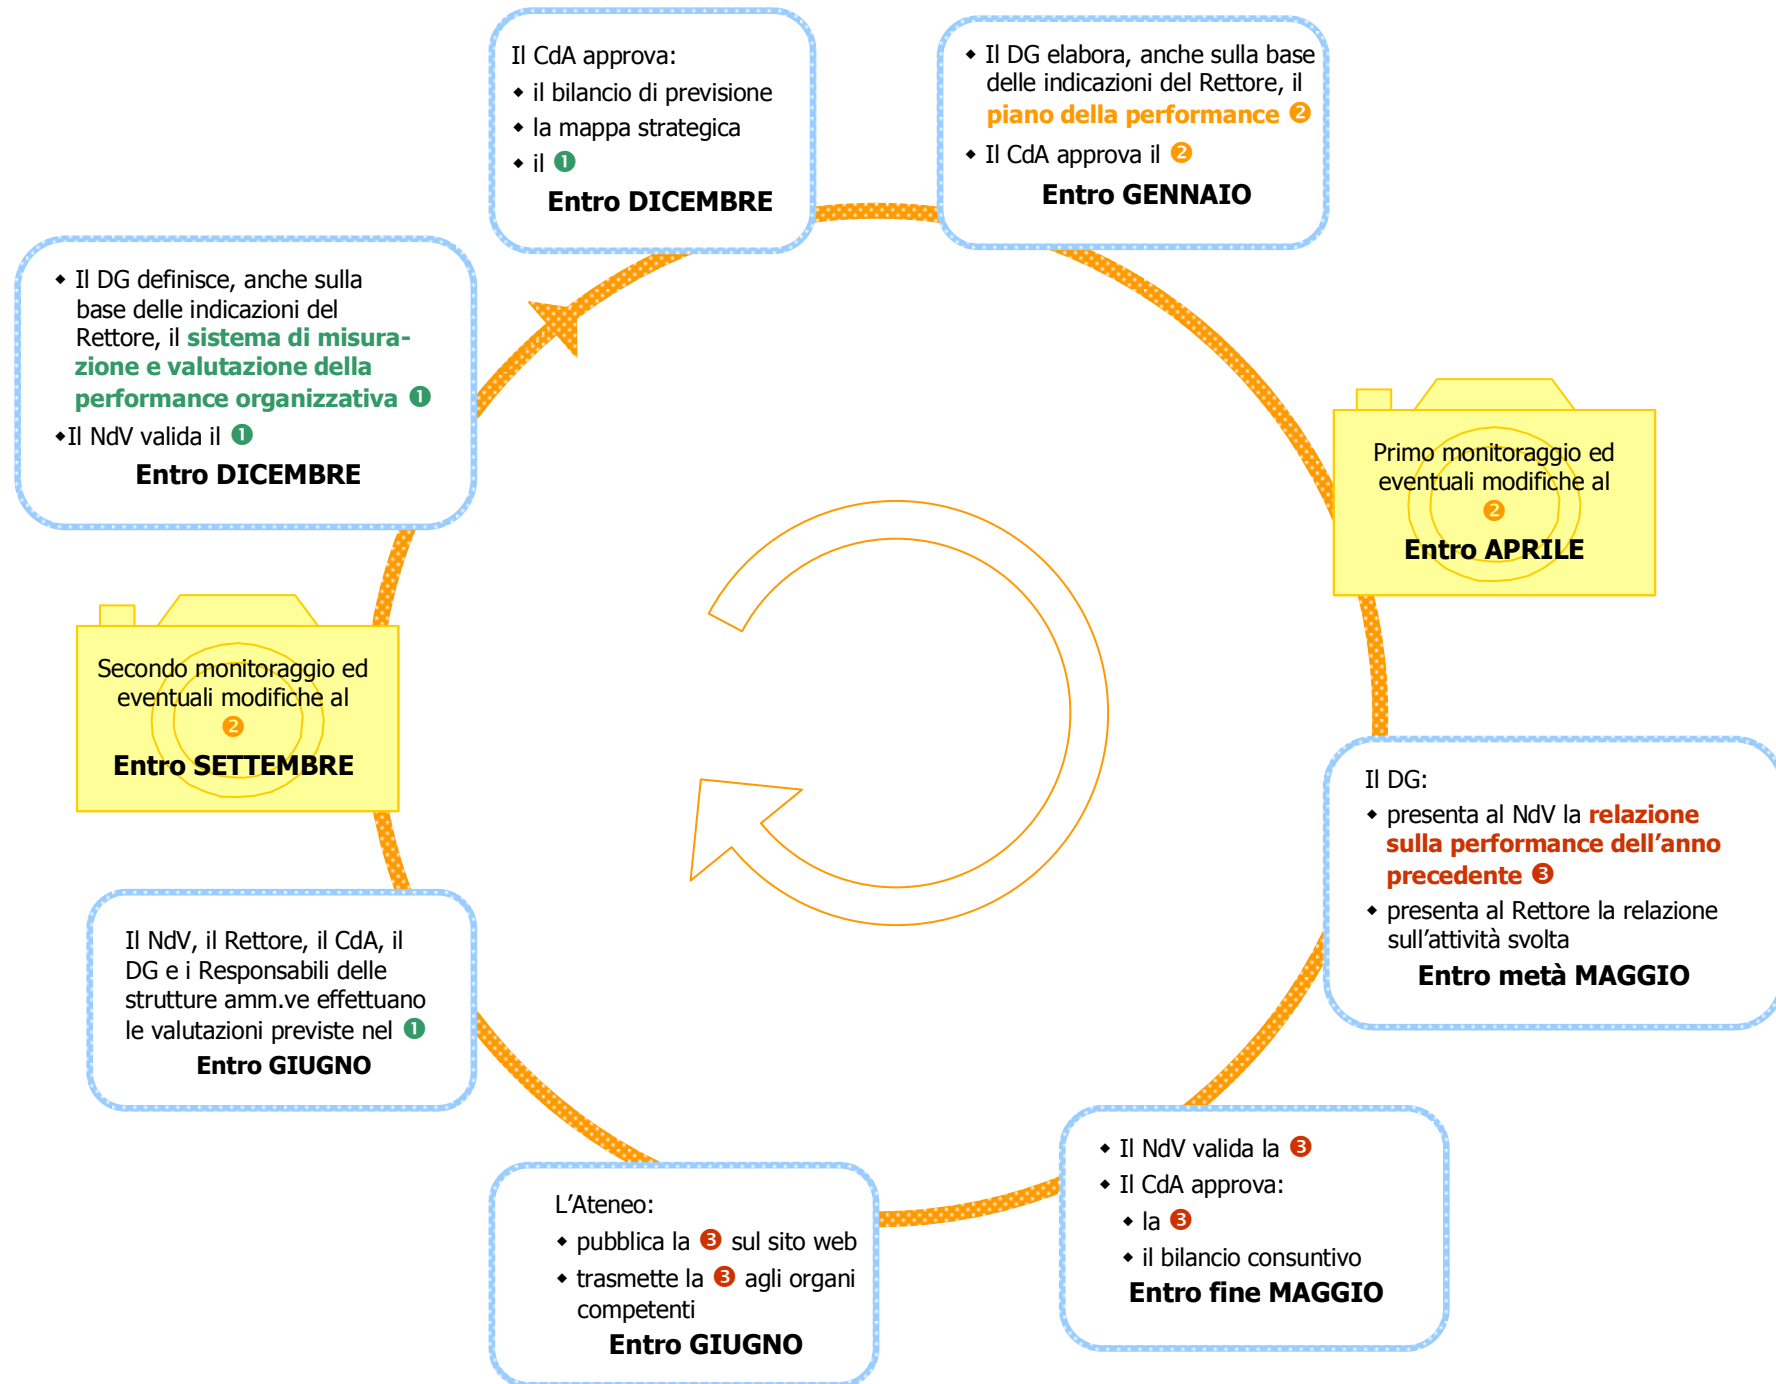 Il CdA approva:
◆ il bilancio di previsione
◆ la mappa strategica
◆ il ❶
Entro DICEMBRE
◆ Il DG elabora, anche sulla base
delle indicazioni del Rettore, il
piano della performance ❷
◆ Il CdA approva il ❷
Entro GENNAIO
◆ Il DG definisce, anche sulla
base delle indicazioni del
Rettore, il sistema di misura-
zione e valutazione della
performance organizzativa ❶
◆Il NdV valida il ❶
Entro DICEMBRE
Primo monitoraggio ed
eventuali modifiche al
❷
Entro APRILE
Secondo monitoraggio ed
eventuali modifiche al
❷
Entro SETTEMBRE
Il DG:
◆ presenta al NdV la relazione
sulla performance dell’anno
precedente ❸
◆ presenta al Rettore la relazione
sull’attività svolta
Entro metà MAGGIO
Il NdV, il Rettore, il CdA, il
DG e i Responsabili delle
strutture amm.ve effettuano
le valutazioni previste nel ❶
Entro GIUGNO
◆ Il NdV valida la ❸
◆ Il CdA approva:
◆ la ❸
◆ il bilancio consuntivo
Entro fine MAGGIO
L’Ateneo:
◆ pubblica la ❸ sul sito web
◆ trasmette la ❸ agli organi
competenti
Entro GIUGNO